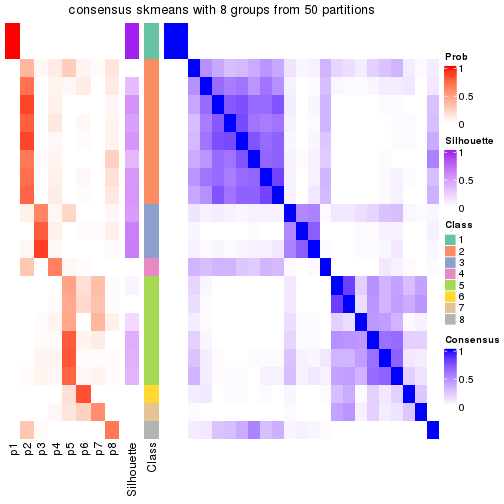 consensus skmeans with 8 groups from 50 partitions
Prob
1
0.5
0
Silhouette
1
0.5
0
Class
1
2
3
4
5
6
7
8
Consensus
1
0.5
0
p1
p2
p3
p4
p5
p6
p7
p8
Silhouette
Class